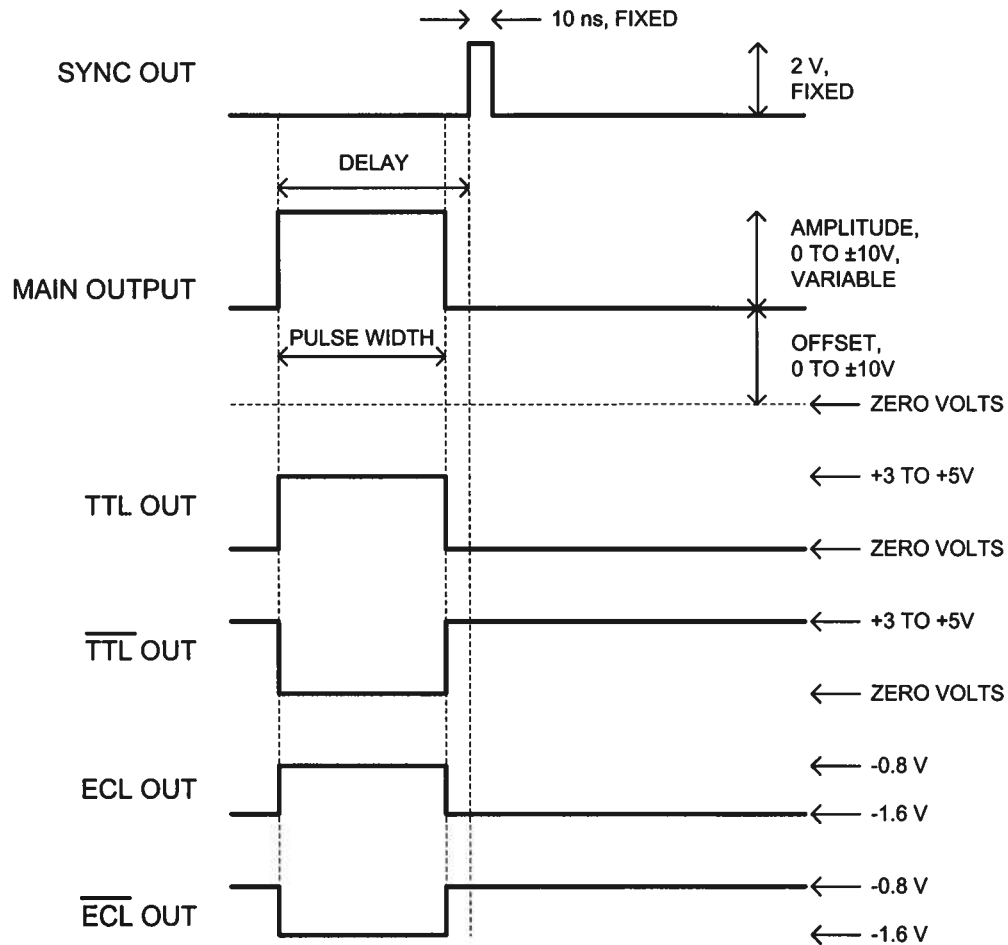 10 ns, FIXED
SYNC OUT
2 V,
FIXED
DELAY
AMPLITUDE,
0 TO ±10V,
VARIABLE
MAIN OUTPUT
PULSE WIDTH
OFFSET,
0 TO ±10V
ZERO VOLTS
+3 TO +5V
TTL OUT
ZERO VOLTS
+3 TO +5V
TTL OUT
ZERO VOLTS
-0.8 V
ECL OUT
-1.6 V
-0.8 V
ECL OUT
-1.6 V